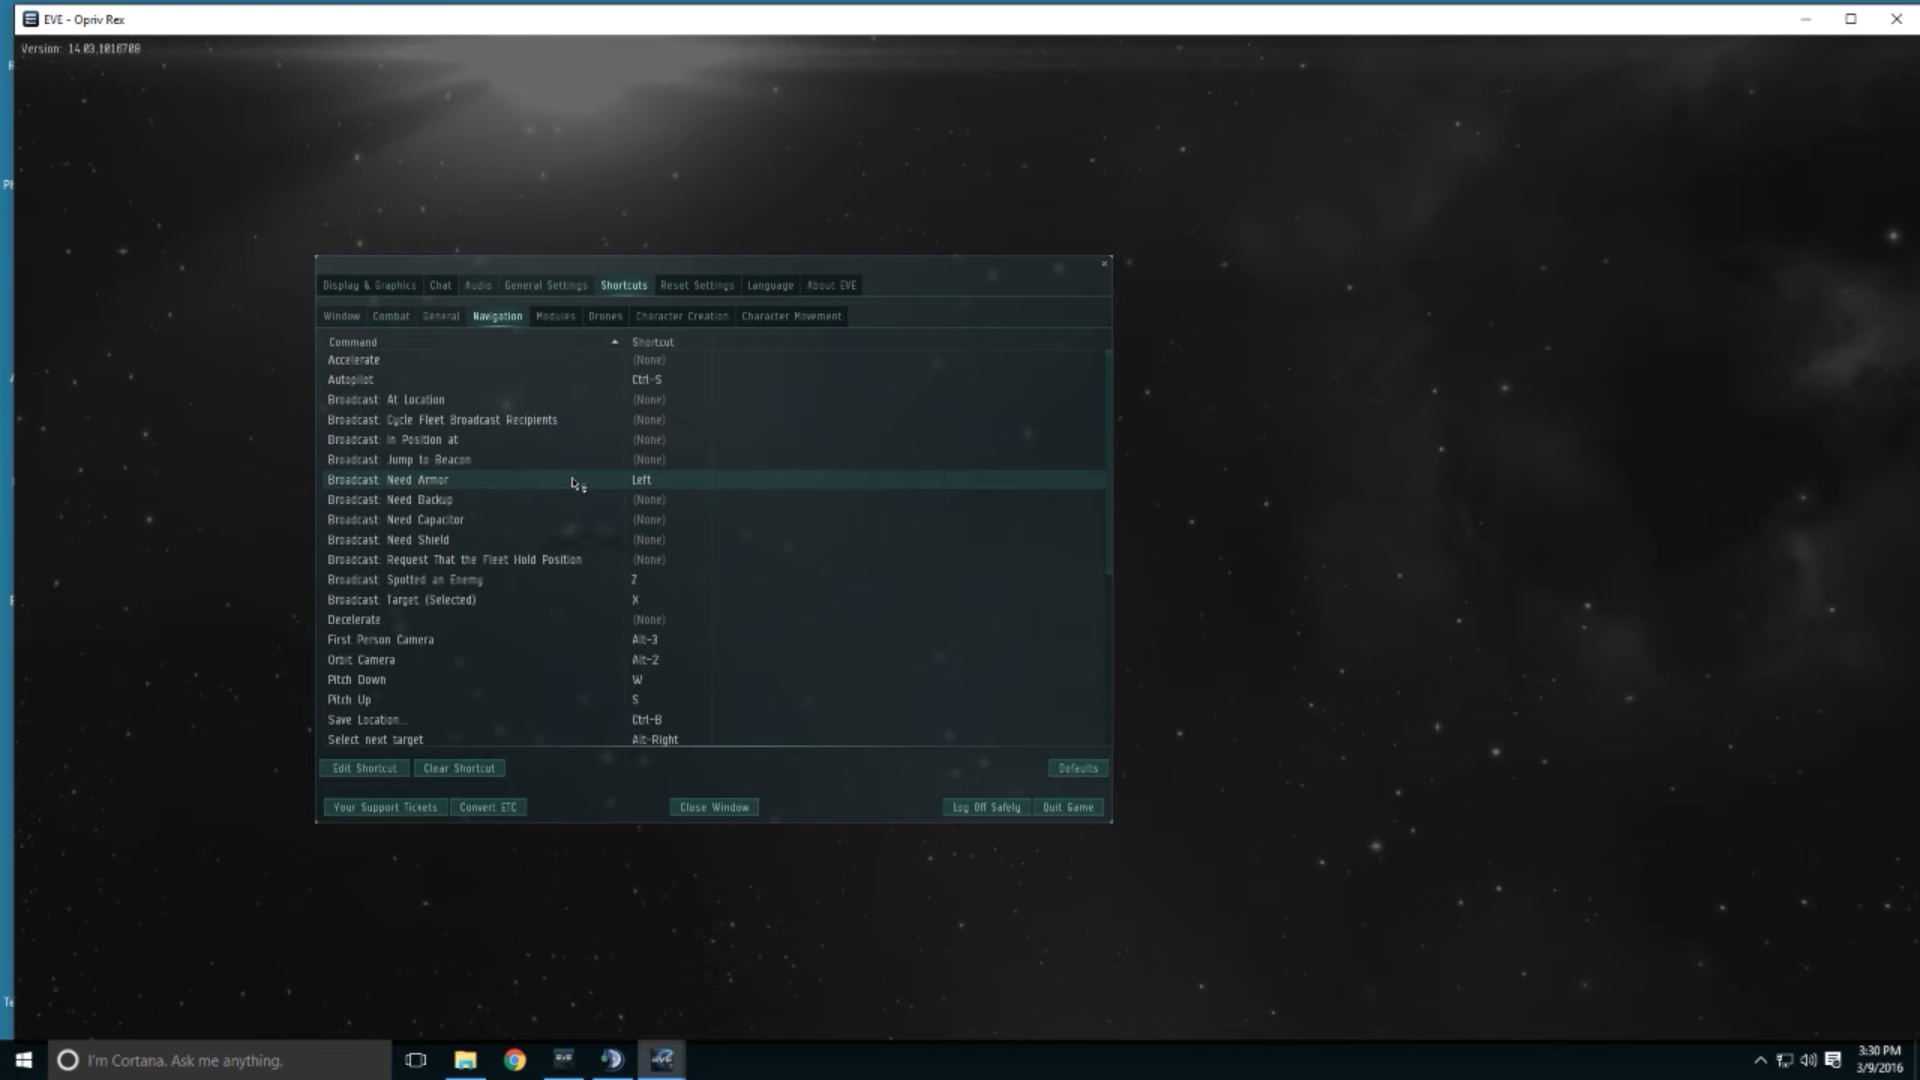 EVE - Opriv Rex
Version: 14.03.1016708
Display & Graphics Chat Audio General Settings Shortcuts Reset Settings Language About EVE
Window Combat General Navigation Modules Drones Character Creation Character Movement
Command Shortcut
Accelerate (None)
Autopilot Ctrl-S
Broadcast: At Location (None)
Broadcast: Cycle Fleet Broadcast Recipients (None)
Broadcast: In Position at (None)
Broadcast: Jump to Beacon (None)
Broadcast: Need Armor Left
Broadcast: Need Backup (None)
Broadcast: Need Capacitor (None)
Broadcast: Need Shield (None)
Broadcast: Request That the Fleet Hold Position (None)
Broadcast: Spotted an Enemy Z
Broadcast: Target (Selected) X
Decelerate (None)
First Person Camera Alt-3
Orbit Camera Alt-2
Pitch Down W
Pitch Up S
Save Location... Ctrl-B
Select next target Alt-Right
Edit Shortcut Clear Shortcut Defaults
Your Support Tickets Convert ETC Close Window Log Off Safely Quit Game
I'm Cortana. Ask me anything.
EVE
EVE
3:30 PM
3/9/2016